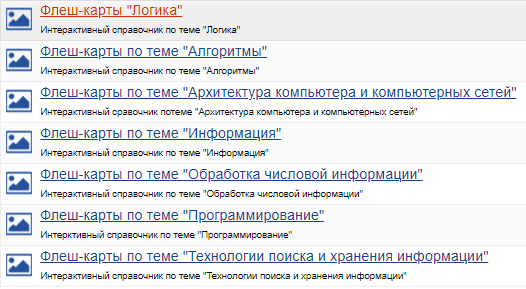 Флеш-карты "Логика"
Интерактивный справочник по теме "Логика"
Флеш-карты по теме "Алгоритмы"
Интерактивный справочник по теме "Алгоритмы"
Флеш-карты по теме "Архитектура компьютера и компьютерных сетей"
Интерактивный сравочник потеме "Архитектура компьютера и компьютерных сетей"
Флеш-карты по теме "Информация"
Интерактивный справочник по теме "Информация"
Флеш-карты по теме "Обработка числовой информации"
Интерактивный справочник по теме "Обработка числовой информации"
Флеш-карты по теме "Программирование"
Интерктивный справочник по теме "Программирование"
Флеш-карты по теме "Технологии поиска и хранения информации"
Интерактивный справочник по теме "Технологии поиска и хранения информации"